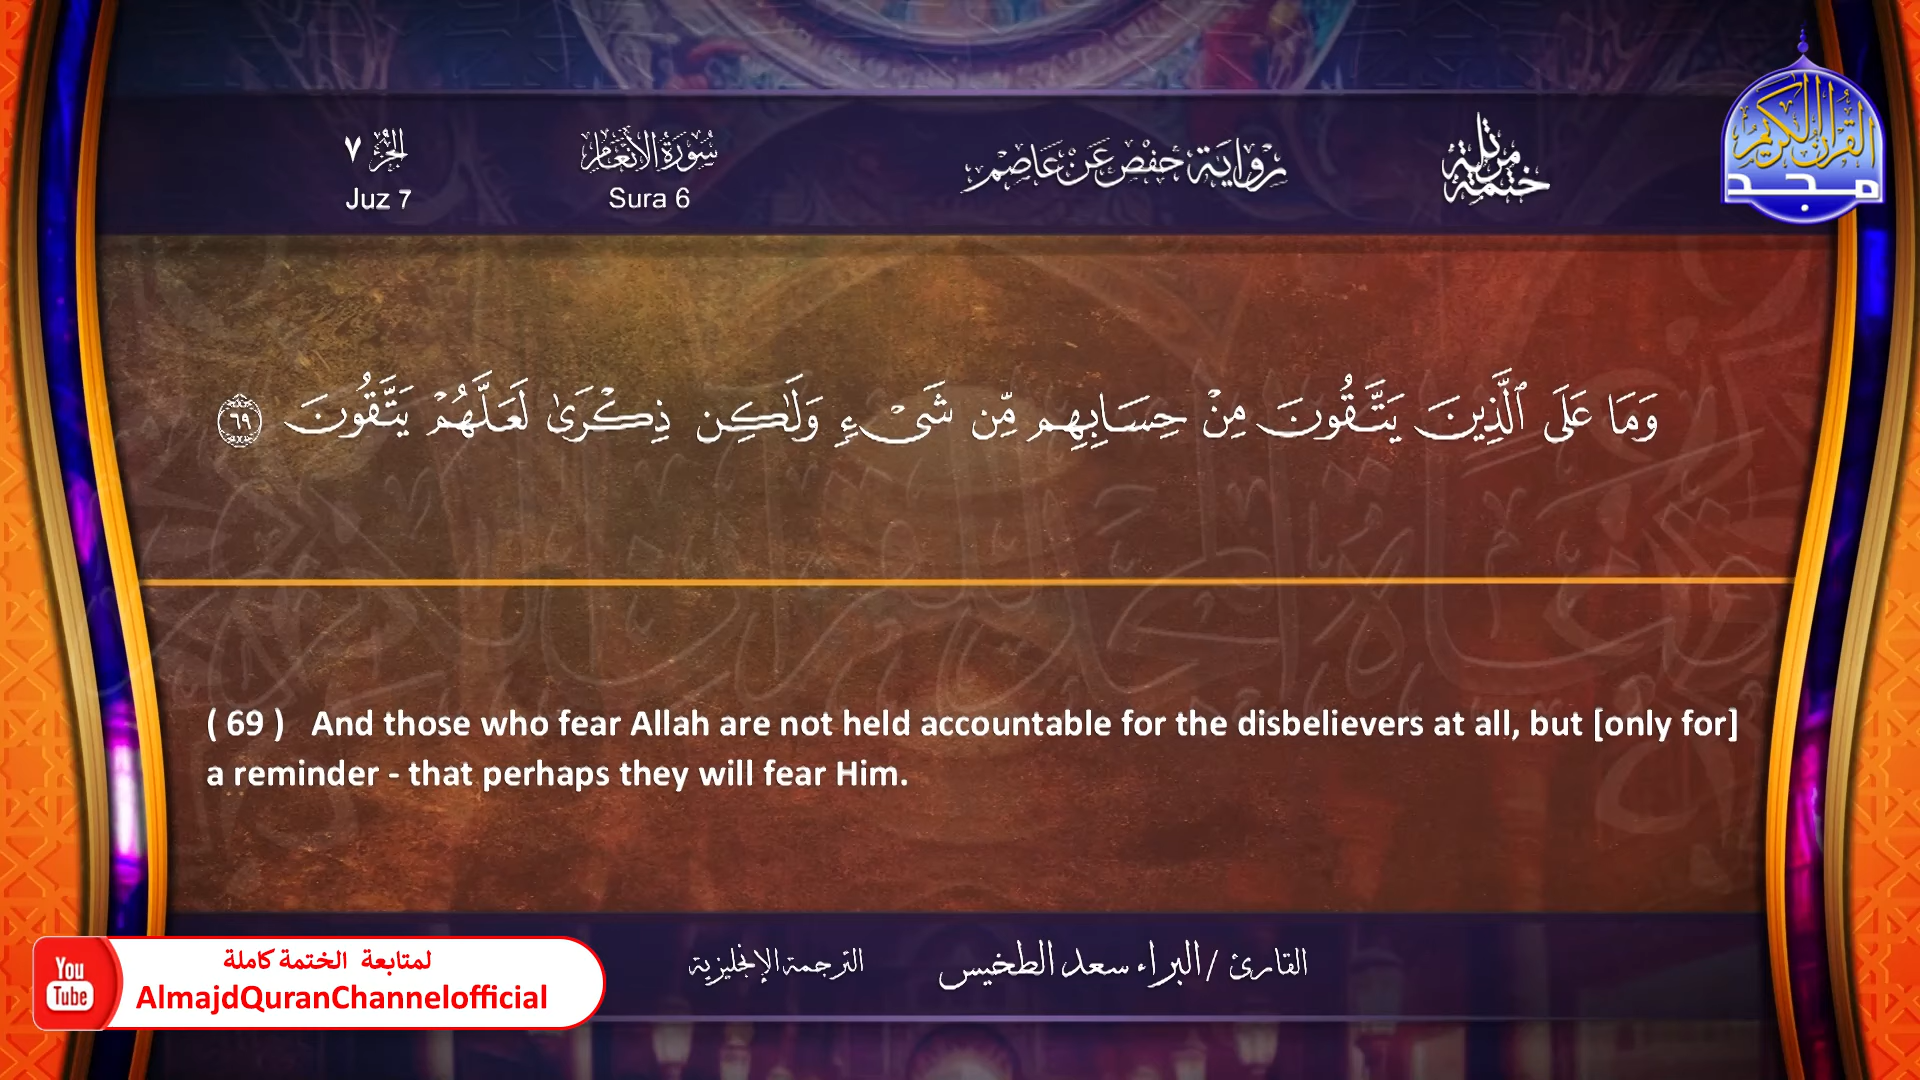 ختمة مرتلة
رواية حفص عن عاصم
سُورَةُ الأَنْعَامِ
Sura 6
الجزء ٧
Juz 7
القرآن الكريم
مجد
وَمَا عَلَى ٱلَّذِينَ يَتَّقُونَ مِنْ حِسَابِهِم مِّن شَىْءٍ وَلَٰكِن ذِكْرَىٰ لَعَلَّهُمْ يَتَّقُونَ ٦٩
( 69 ) And those who fear Allah are not held accountable for the disbelievers at all, but [only for]
a reminder - that perhaps they will fear Him.
القارئ / البراء سعد الطخيس
الترجمة الإنجليزية
لمتابعة الختمة كاملة
You
Tube
AlmajdQuranChannelofficial